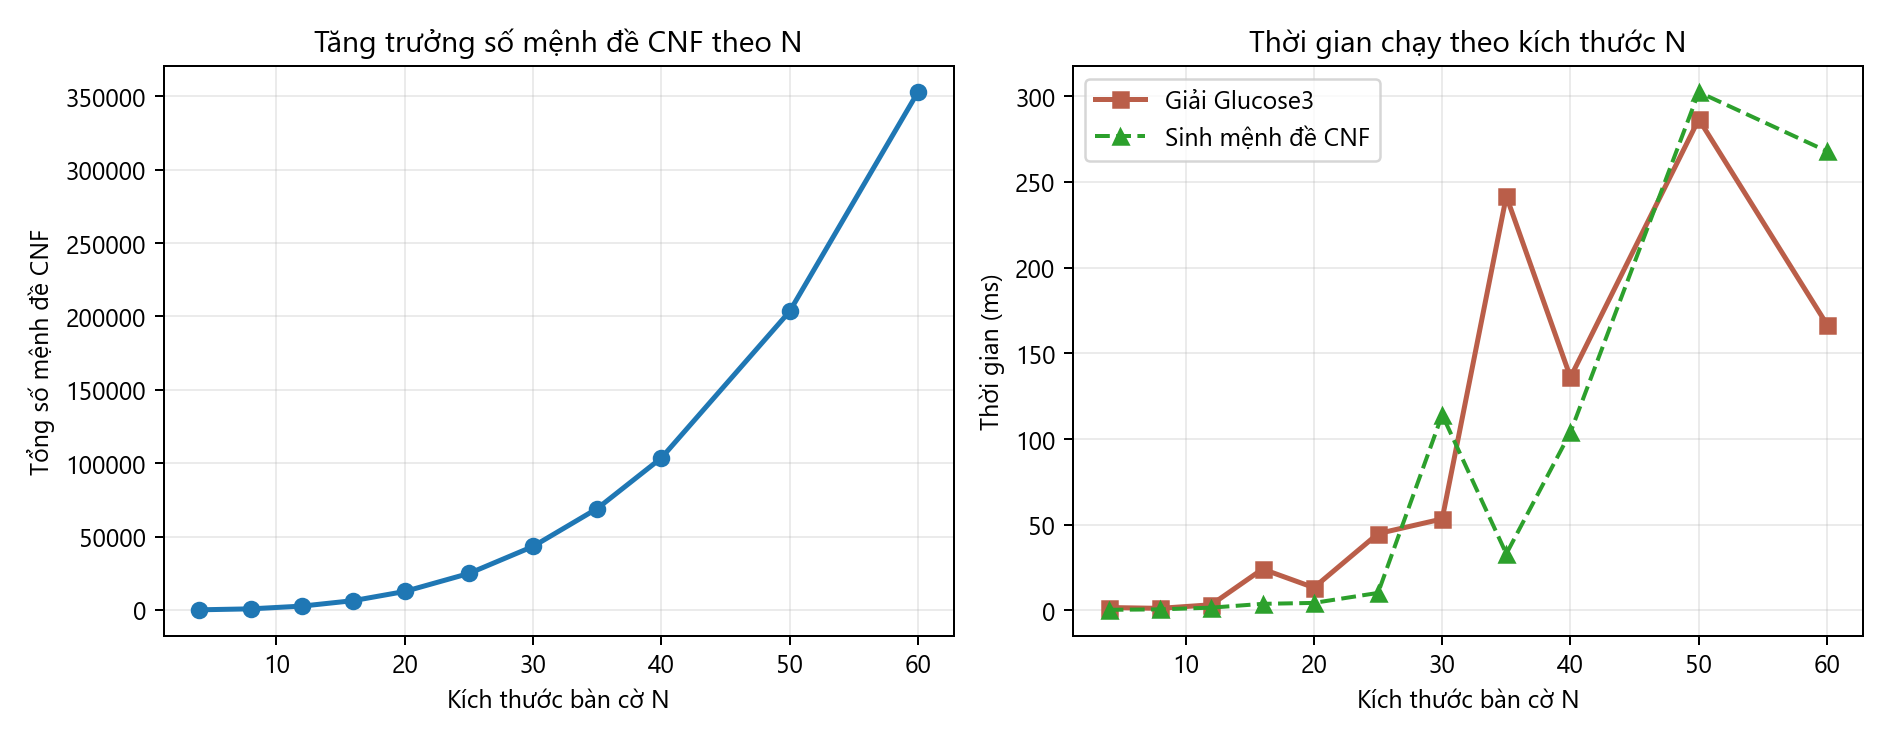 Tăng trưởng số mệnh đề CNF theo N
Tổng số mệnh đề CNF
350000
300000
250000
200000
150000
100000
50000
0
10 20 30 40 50 60
Kích thước bàn cờ N
Thời gian chạy theo kích thước N
Giải Glucose3
Sinh mệnh đề CNF
Thời gian (ms)
300
250
200
150
100
50
0
10 20 30 40 50 60
Kích thước bàn cờ N